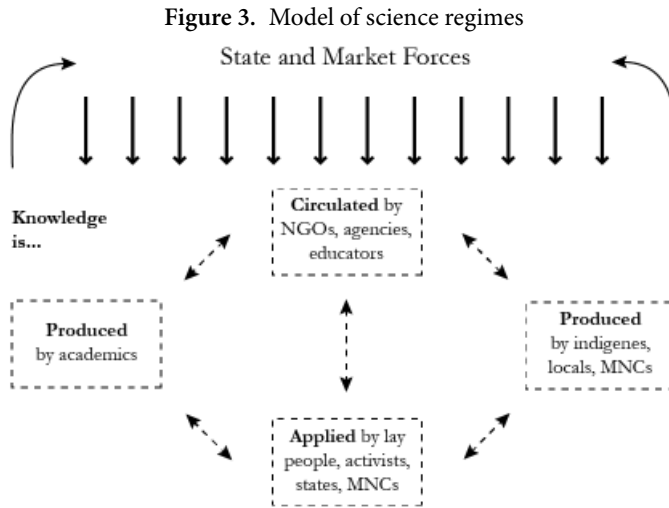 Figure 3. Model of science regimes
State and Market Forces
Knowledge
is...
Circulated by
NGOs, agencies,
educators
Produced
by academics
Produced
by indigenes,
locals, MNCs
Applied by lay
people, activists,
states, MNCs